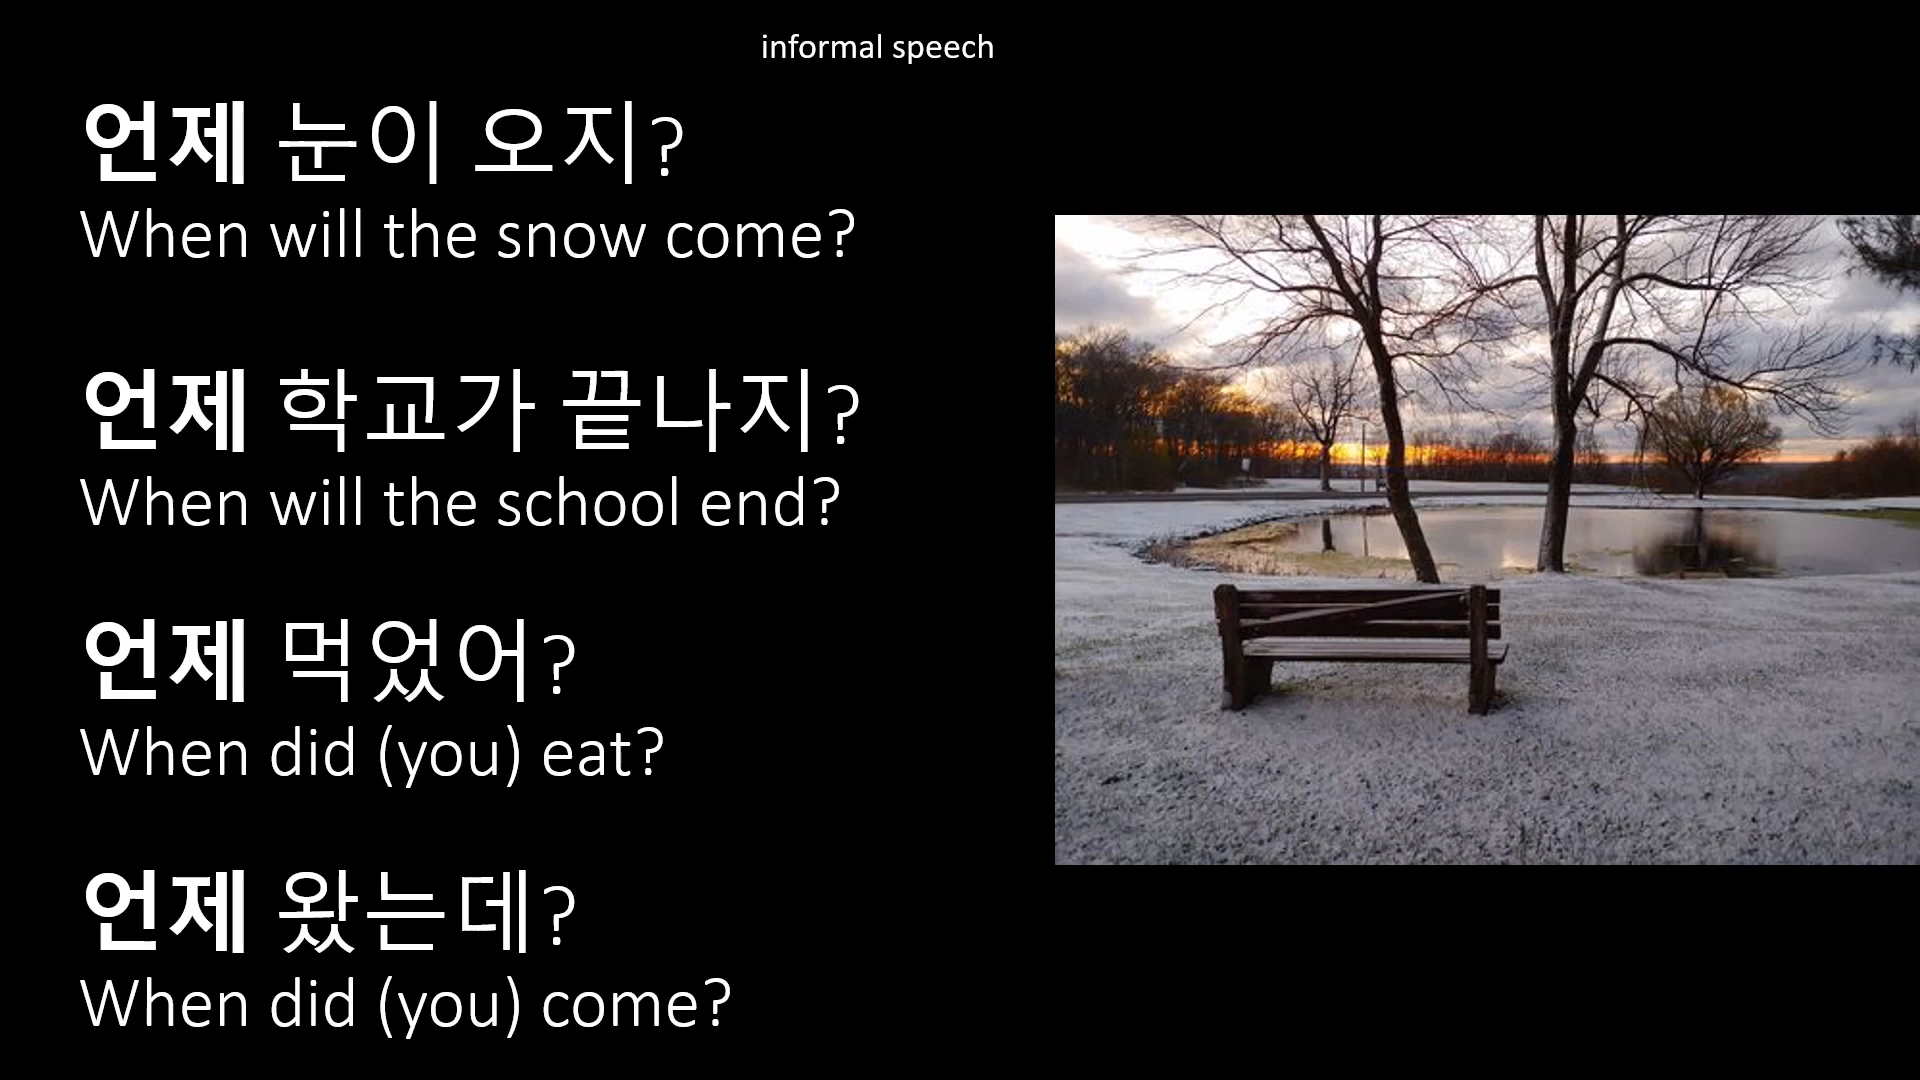 informal speech
언제 눈이 오지?
When will the snow come?
언제 학교가 끝나지?
When will the school end?
언제 먹었어?
When did (you) eat?
언제 왔는데?
When did (you) come?